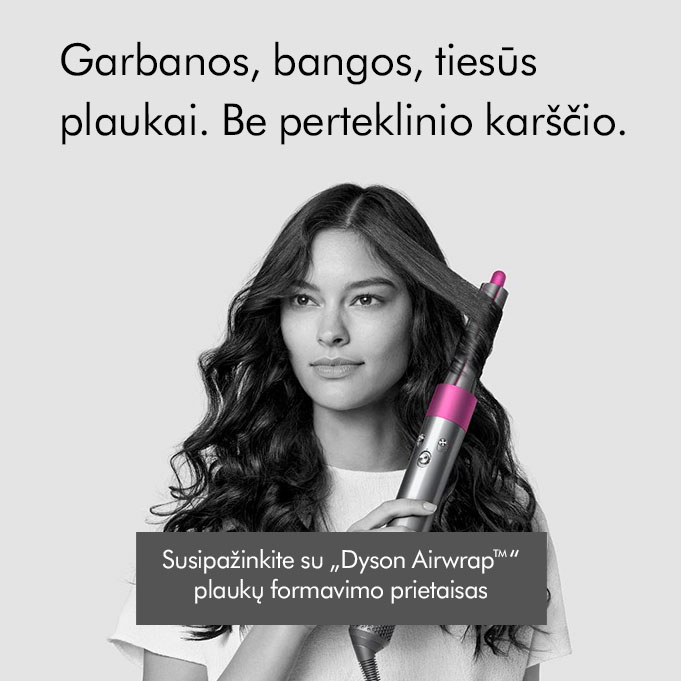 Garbanos, bangos, tiesūs
plaukai. Be perteklinio karščio.
Susipažinkite su „Dyson Airwrap™“
plaukų formavimo prietaisas